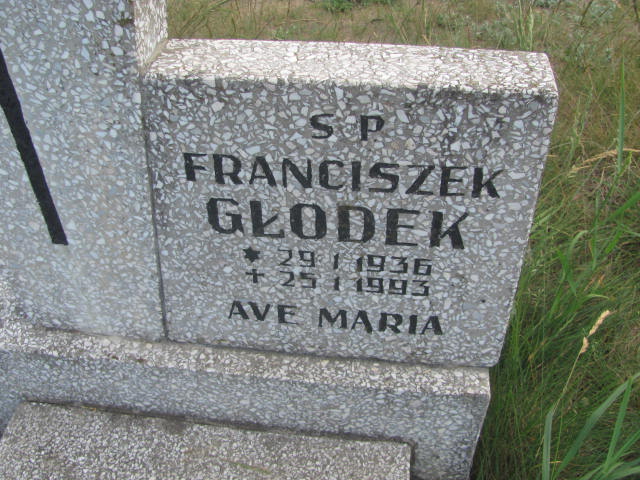 S P
FRANCISZEK
GŁODEK
* 29 I 1936
+ 25 I 1993
AVE MARIA